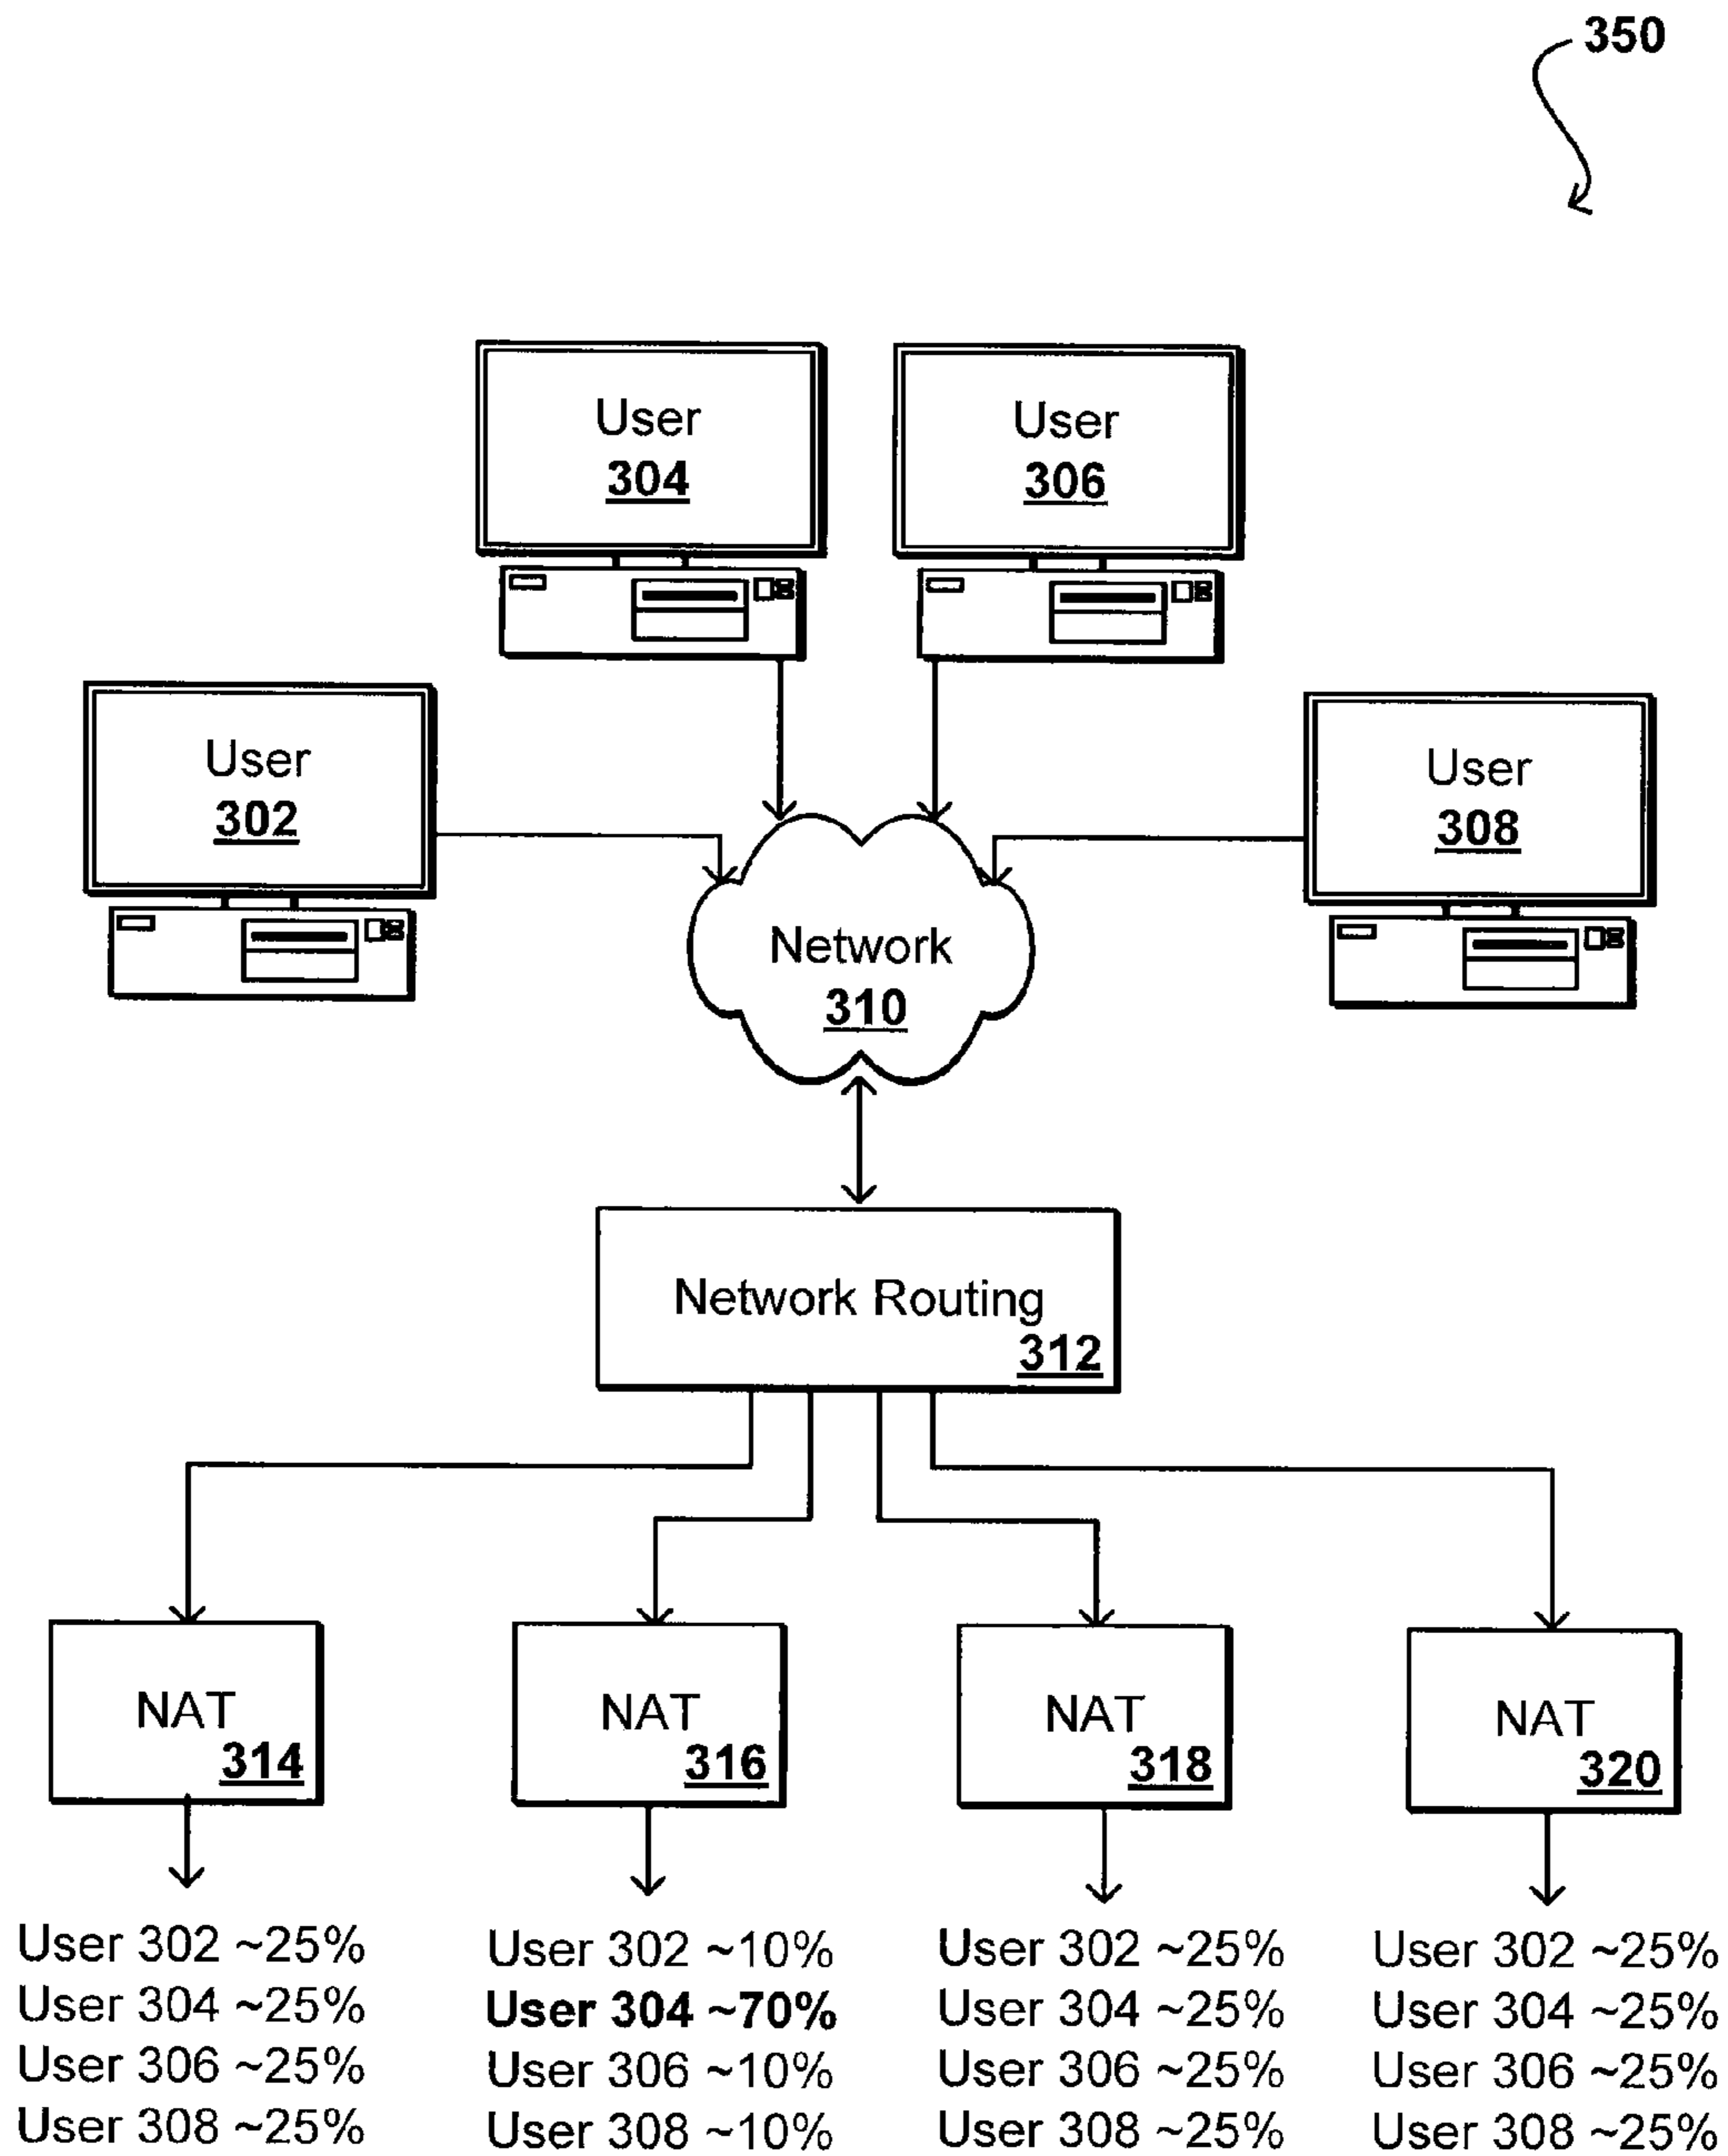 350
User
304
User
306
User
302
User
308
Network
310
Network Routing
312
NAT
314
NAT
316
NAT
318
NAT
320
User 302 ~25%
User 304 ~25%
User 306 ~25%
User 308 ~25%
User 302 ~10%
User 304 ~70%
User 306 ~10%
User 308 ~10%
User 302 ~25%
User 304 ~25%
User 306 ~25%
User 308 ~25%
User 302 ~25%
User 304 ~25%
User 306 ~25%
User 308 ~25%